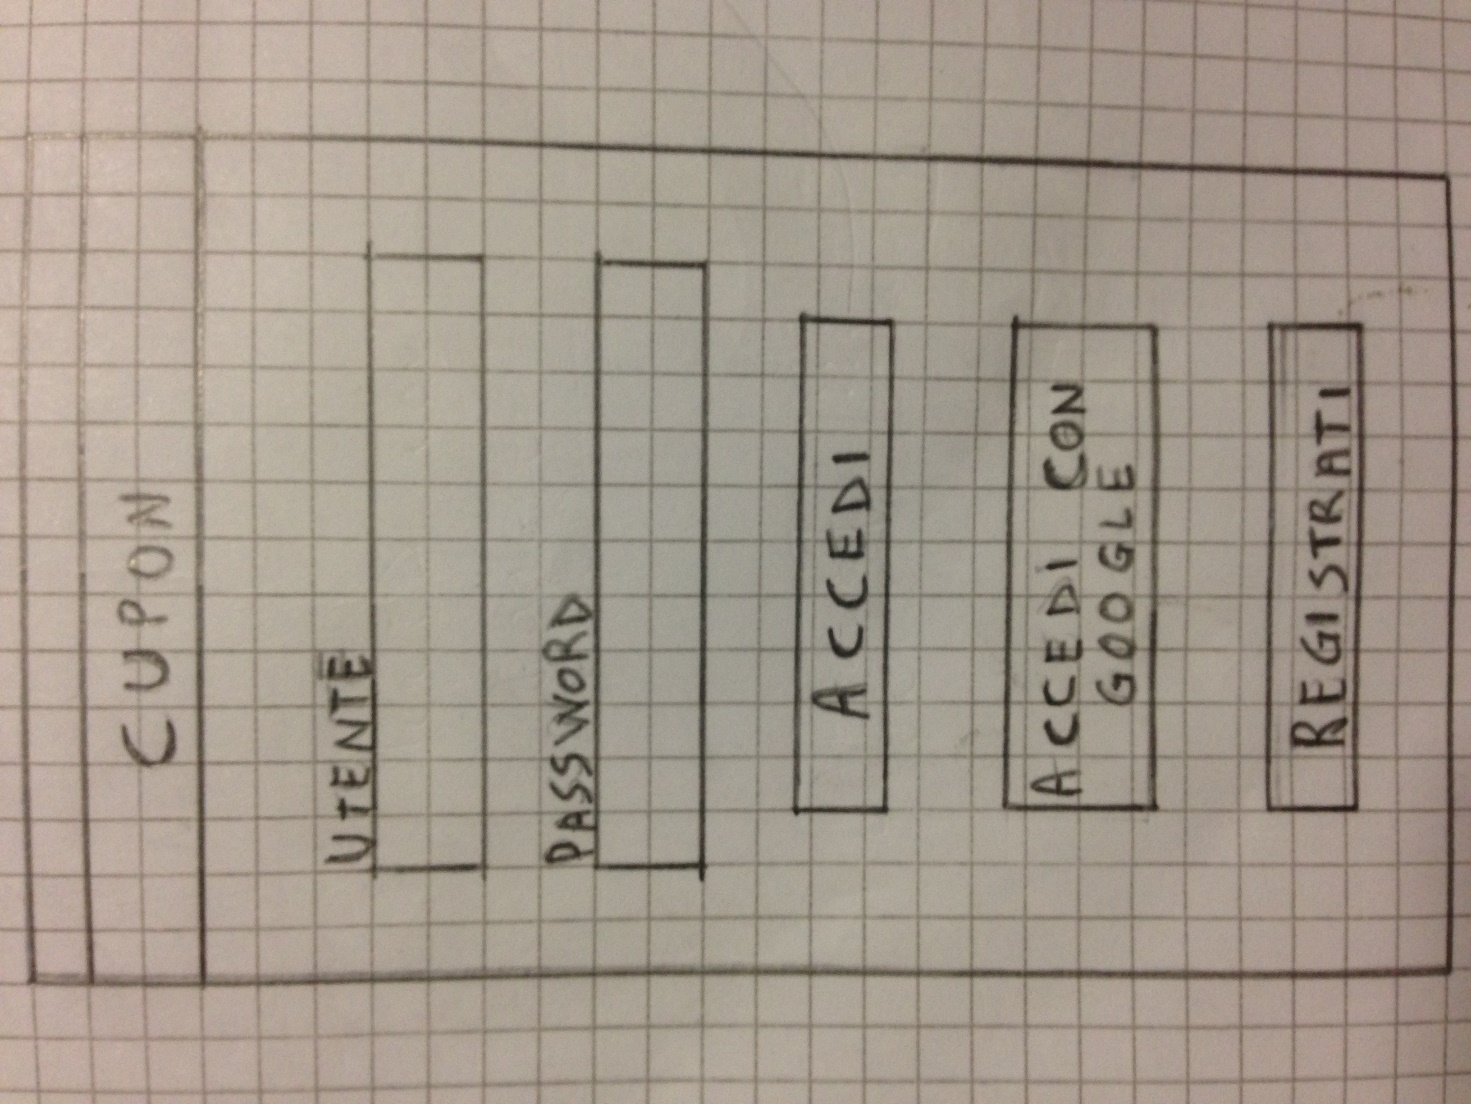 CUPON
UTENTE
PASSWORD
ACCEDI
ACCEDI CON
GOOGLE
REGISTRATI